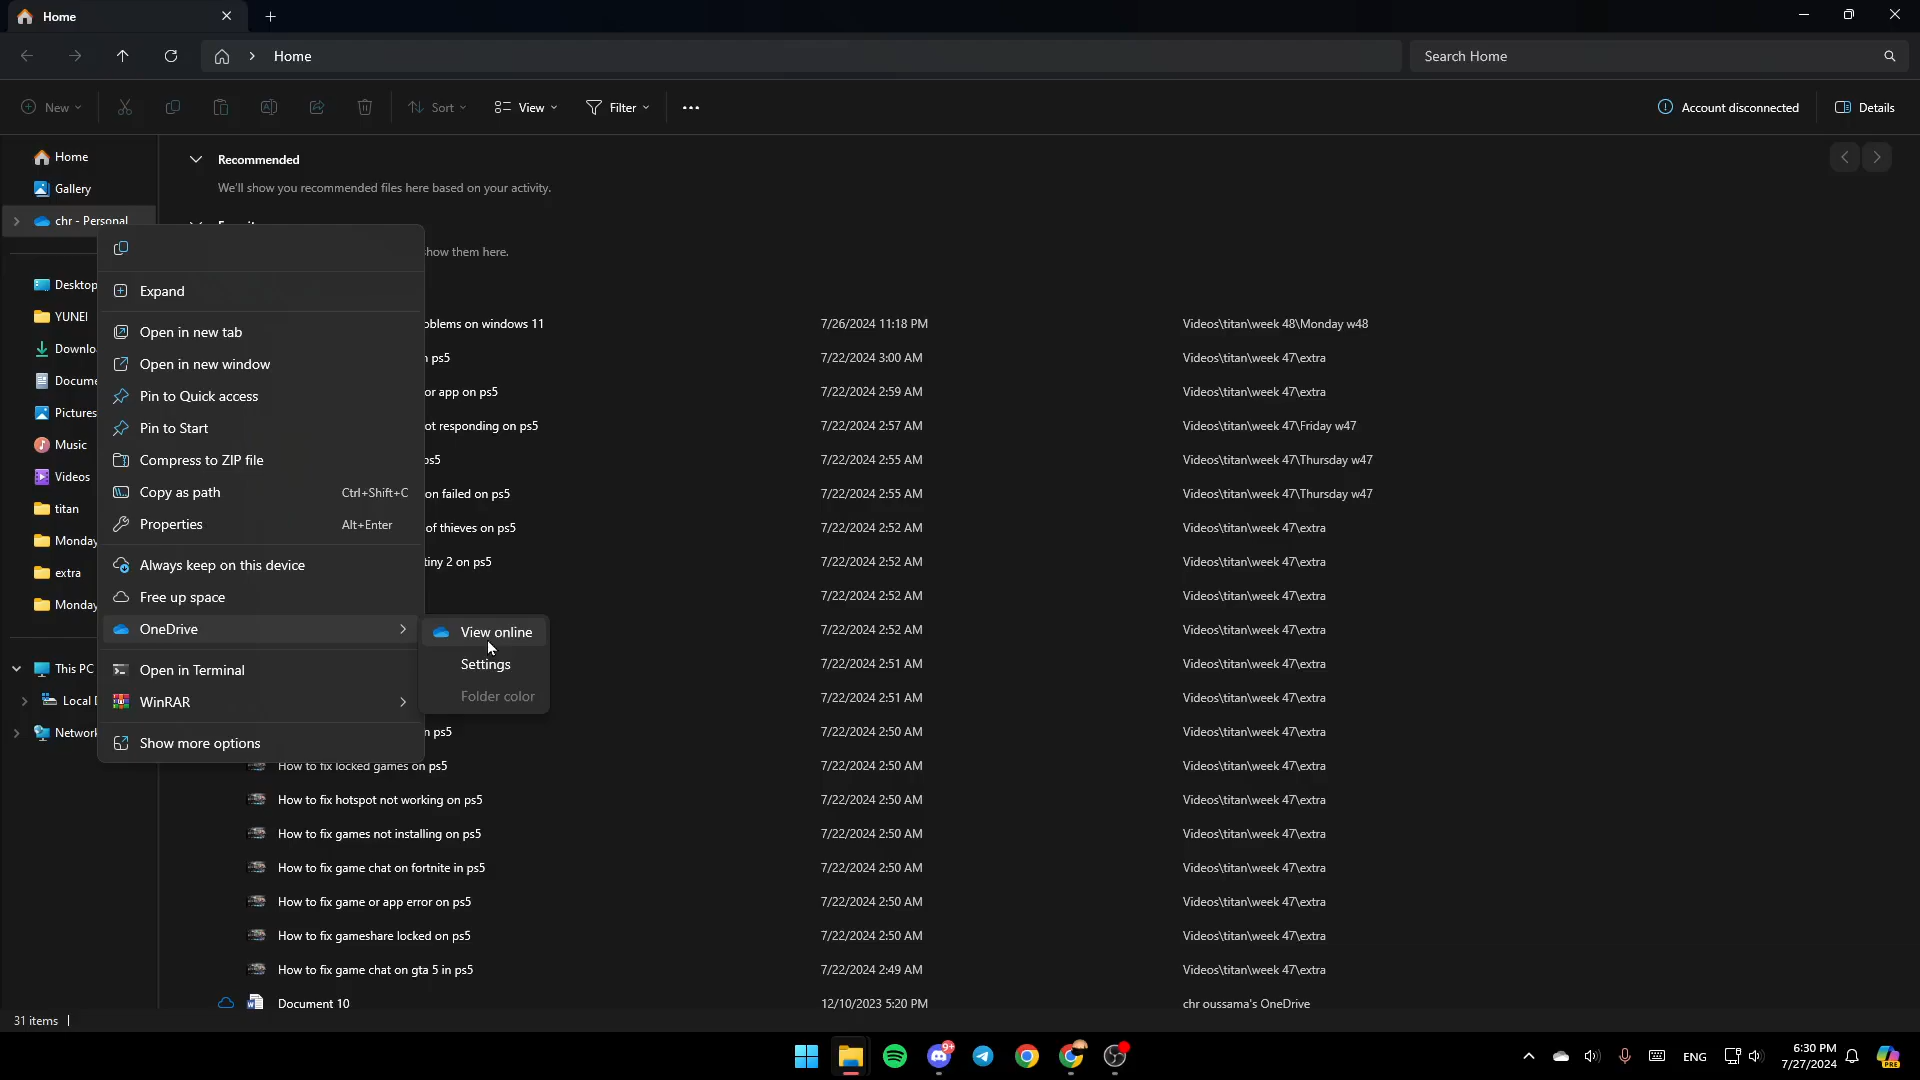 Home
Home
Search Home
New
Sort
View
Filter
Account disconnected
Details
Home
Gallery
chr - Personal
Desktop
YUNEI
Downlo
Docume
Pictures
Music
Videos
titan
Monday
extra
Monday
This PC
Local
Network
31 items
Recommended
We'll show you recommended files here based on your activity.
show them here.
Expand
Open in new tab
Open in new window
Pin to Quick access
Pin to Start
Compress to ZIP file
Copy as path Ctrl+Shift+C
Properties Alt+Enter
Always keep on this device
Free up space
OneDrive
Open in Terminal
WinRAR
Show more options
View online
Settings
Folder color
oblems on windows 11 7/26/2024 11:18 PM Videos\titan\week 48\Monday w48
n ps5 7/22/2024 3:00 AM Videos\titan\week 47\extra
or app on ps5 7/22/2024 2:59 AM Videos\titan\week 47\extra
ot responding on ps5 7/22/2024 2:57 AM Videos\titan\week 47\Friday w47
ps5 7/22/2024 2:55 AM Videos\titan\week 47\Thursday w47
on failed on ps5 7/22/2024 2:55 AM Videos\titan\week 47\Thursday w47
of thieves on ps5 7/22/2024 2:52 AM Videos\titan\week 47\extra
tiny 2 on ps5 7/22/2024 2:52 AM Videos\titan\week 47\extra
7/22/2024 2:52 AM Videos\titan\week 47\extra
7/22/2024 2:52 AM Videos\titan\week 47\extra
7/22/2024 2:51 AM Videos\titan\week 47\extra
7/22/2024 2:51 AM Videos\titan\week 47\extra
n ps5 7/22/2024 2:50 AM Videos\titan\week 47\extra
How to fix locked games on ps5 7/22/2024 2:50 AM Videos\titan\week 47\extra
How to fix hotspot not working on ps5 7/22/2024 2:50 AM Videos\titan\week 47\extra
How to fix games not installing on ps5 7/22/2024 2:50 AM Videos\titan\week 47\extra
How to fix game chat on fortnite in ps5 7/22/2024 2:50 AM Videos\titan\week 47\extra
How to fix game or app error on ps5 7/22/2024 2:50 AM Videos\titan\week 47\extra
How to fix gameshare locked on ps5 7/22/2024 2:50 AM Videos\titan\week 47\extra
How to fix game chat on gta 5 in ps5 7/22/2024 2:49 AM Videos\titan\week 47\extra
Document 10 12/10/2023 5:20 PM chr oussama's OneDrive
9+
ENG
6:30 PM
7/27/2024
PRE